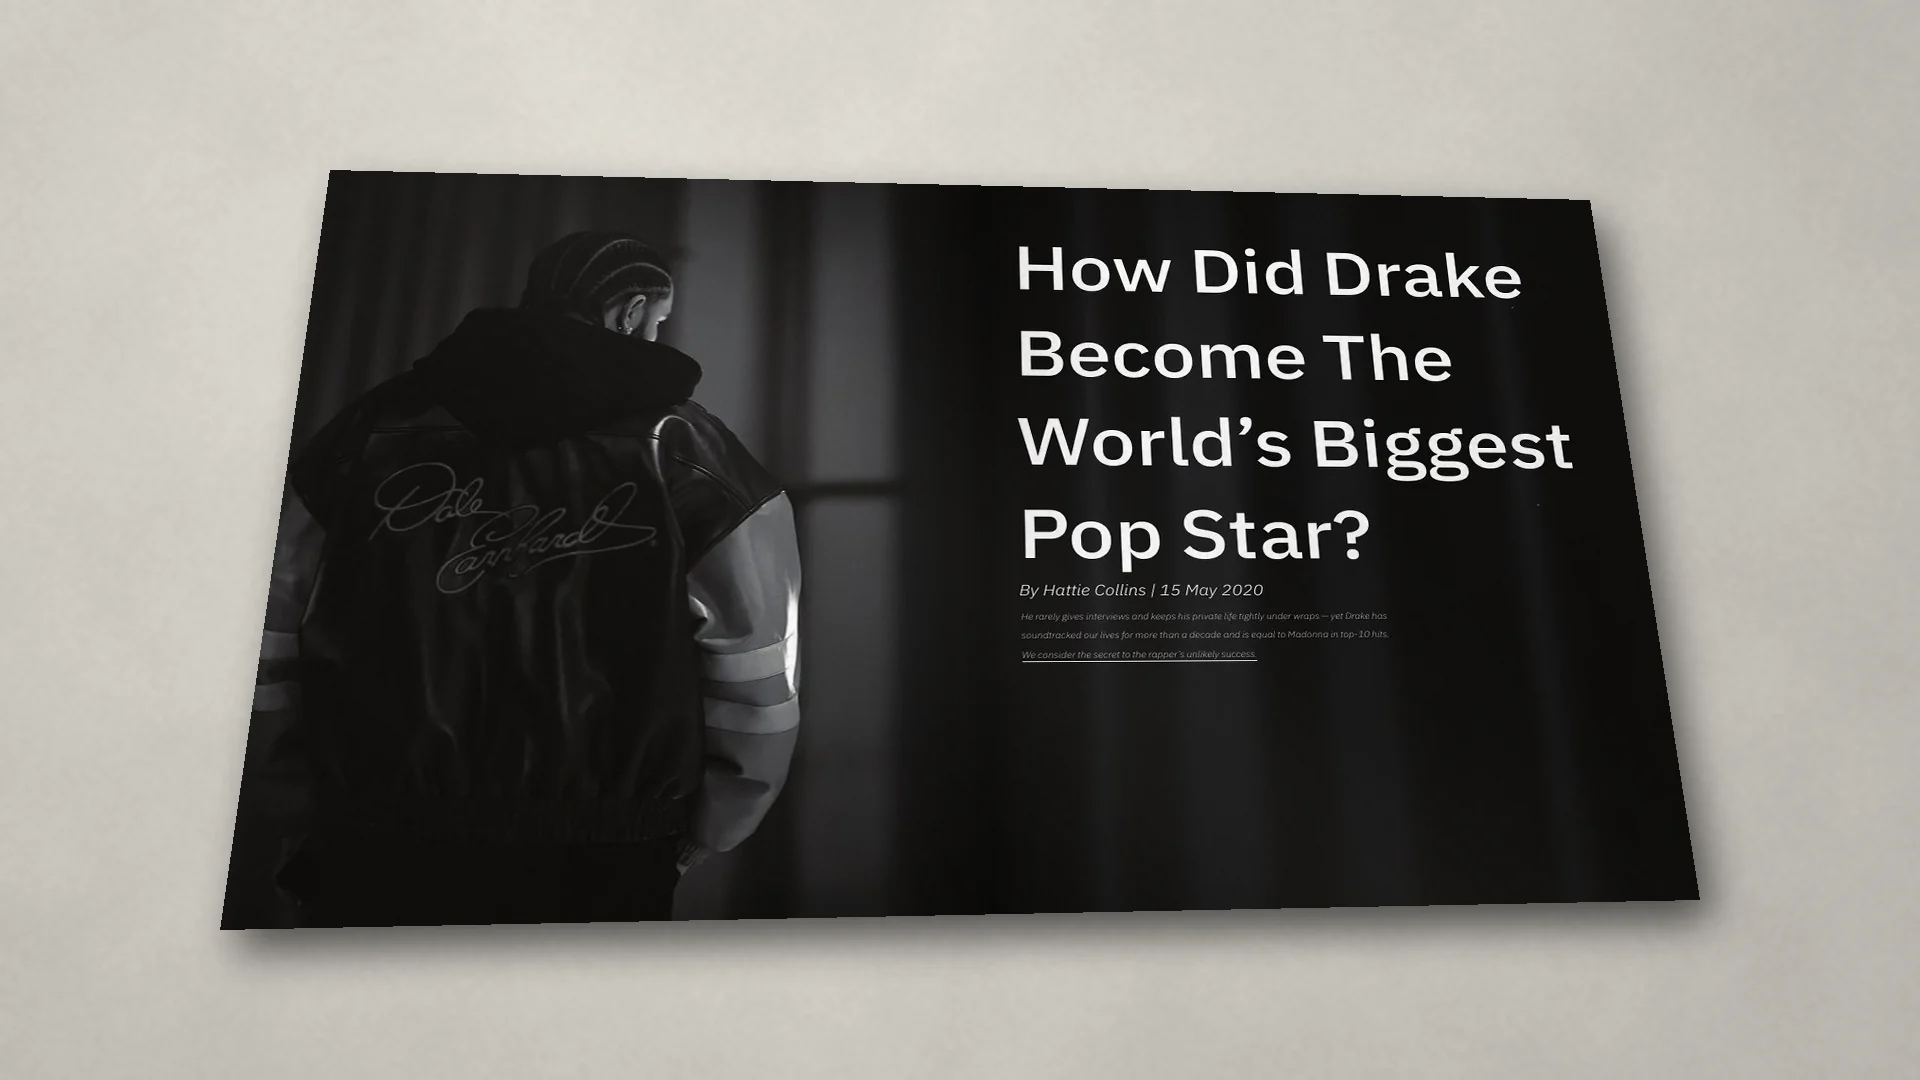 How Did Drake
Become The
World’s Biggest
Pop Star?
By Hattie Collins | 15 May 2020
He rarely gives interviews and keeps his private life tightly under wraps — yet Drake has
soundtracked our lives for more than a decade and is equal to Madonna in top-10 hits.
We consider the secret to the rapper’s unlikely success.
Dale
Earnhardt